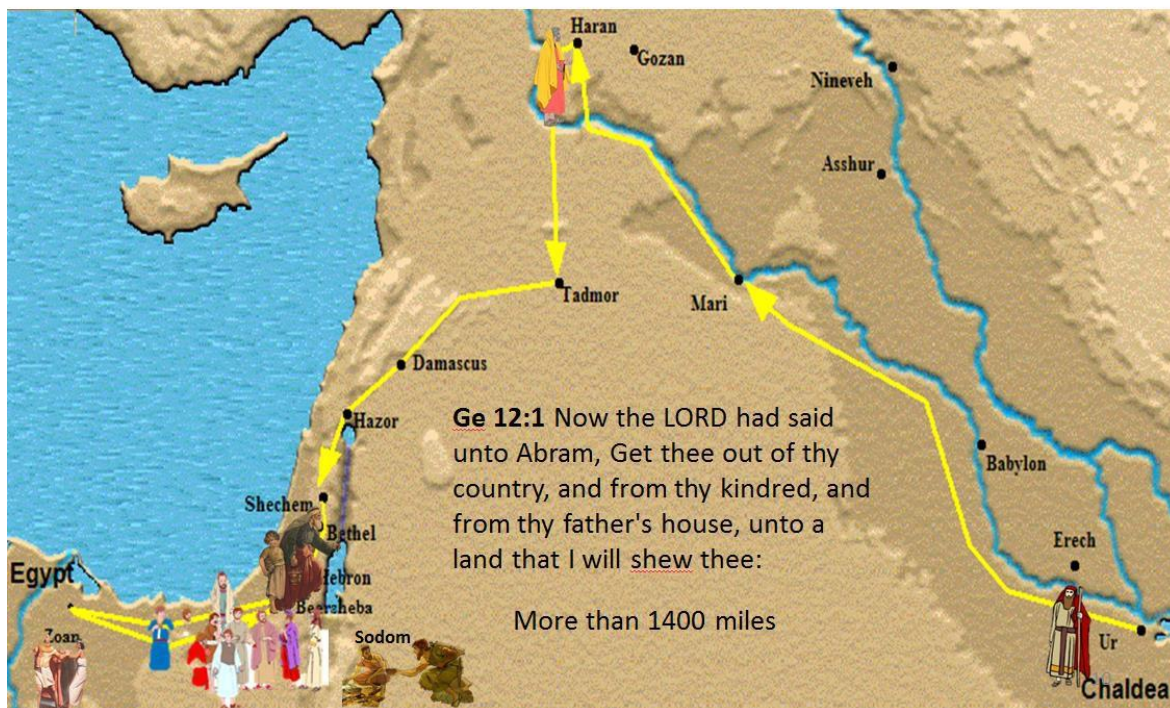 Haran
Gozan
Nineveh
Asshur
Tadmor
Mari
Damascus
Hazor
Ge 12:1 Now the LORD had said
unto Abram, Get thee out of thy
country, and from thy kindred, and
from thy father's house, unto a
land that I will shew thee:
More than 1400 miles
Babylon
Shechem
Bethel
Erech
Egypt
Beersheba
Sodom
Ur
Chaldea